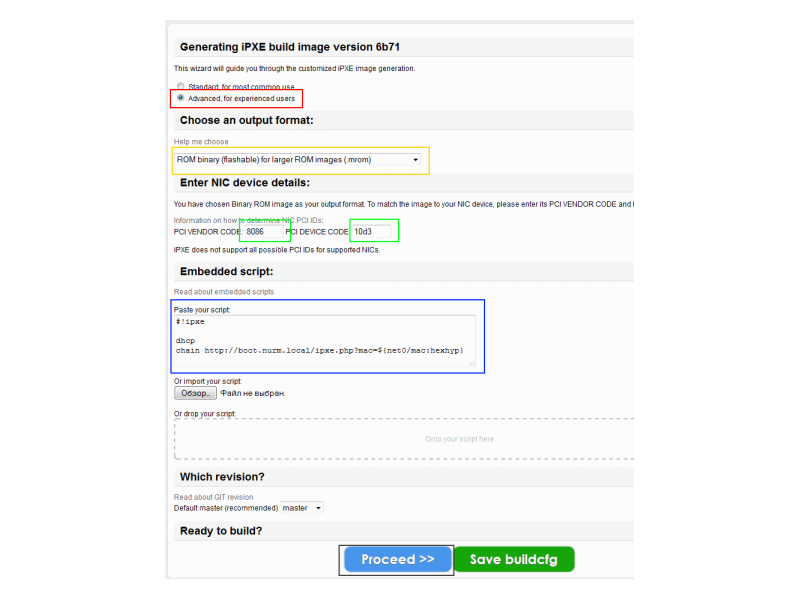 Generating iPXE build image version 6b71
This wizard will guide you through the customized iPXE image generation.
Standard, for most common use
Advanced, for experienced users
Choose an output format:
Help me choose
ROM binary (flashable) for larger ROM images (.mrom)
Enter NIC device details:
You have chosen Binary ROM image as your output format. To match the image to your NIC device, please enter its PCI VENDOR CODE and
Information on how to determine NIC PCI IDs:
PCI VENDOR CODE: 8086 PCI DEVICE CODE: 10d3
iPXE does not support all possible PCI IDs for supported NICs.
Embedded script:
Read about embedded scripts
Paste your script:
#!ipxe
dhcp
chain http://boot.nurm.local/ipxe.php?mac=${net0/mac:hexhyp}
Or import your script:
Обзор... Файл не выбран.
Or drop your script:
Drop your script here
Which revision?
Read about GIT revision
Default master (recommended) master
Ready to build?
Proceed >> Save buildcfg